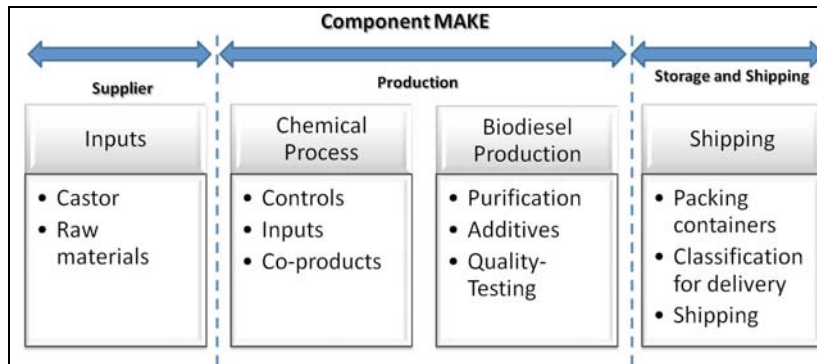 Component MAKE
Supplier
Production
Storage and Shipping
Inputs
• Castor
• Raw
materials
Chemical
Process
• Controls
• Inputs
• Co-products
Biodiesel
Production
• Purification
• Additives
• Quality-
Testing
Shipping
• Packing
containers
• Classification
for delivery
• Shipping